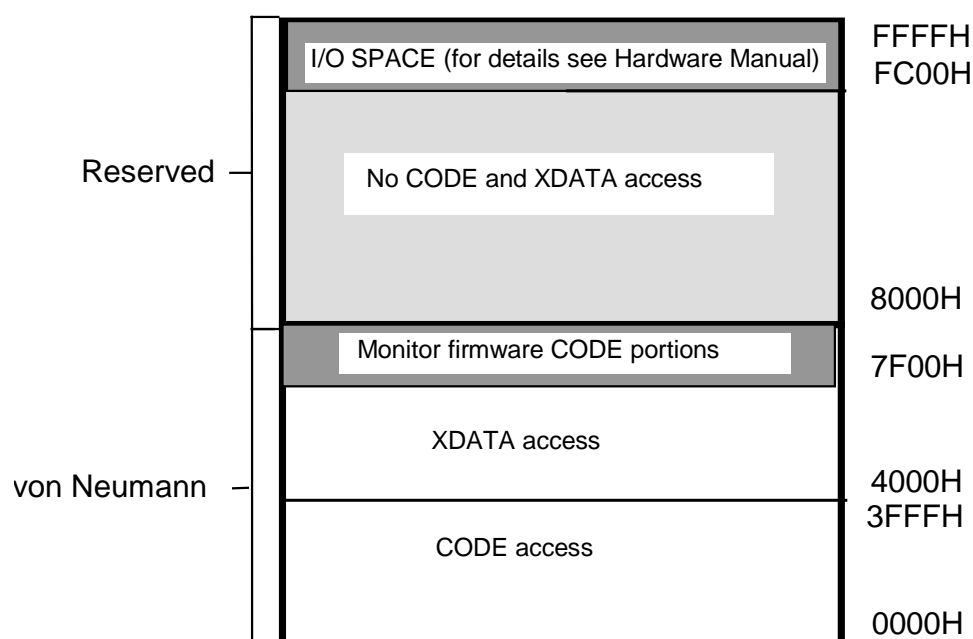 I/O SPACE (for details see Hardware Manual)
FFFFH
FC00H
Reserved
No CODE and XDATA access
8000H
Monitor firmware CODE portions
7F00H
XDATA access
von Neumann
4000H
3FFFH
CODE access
0000H